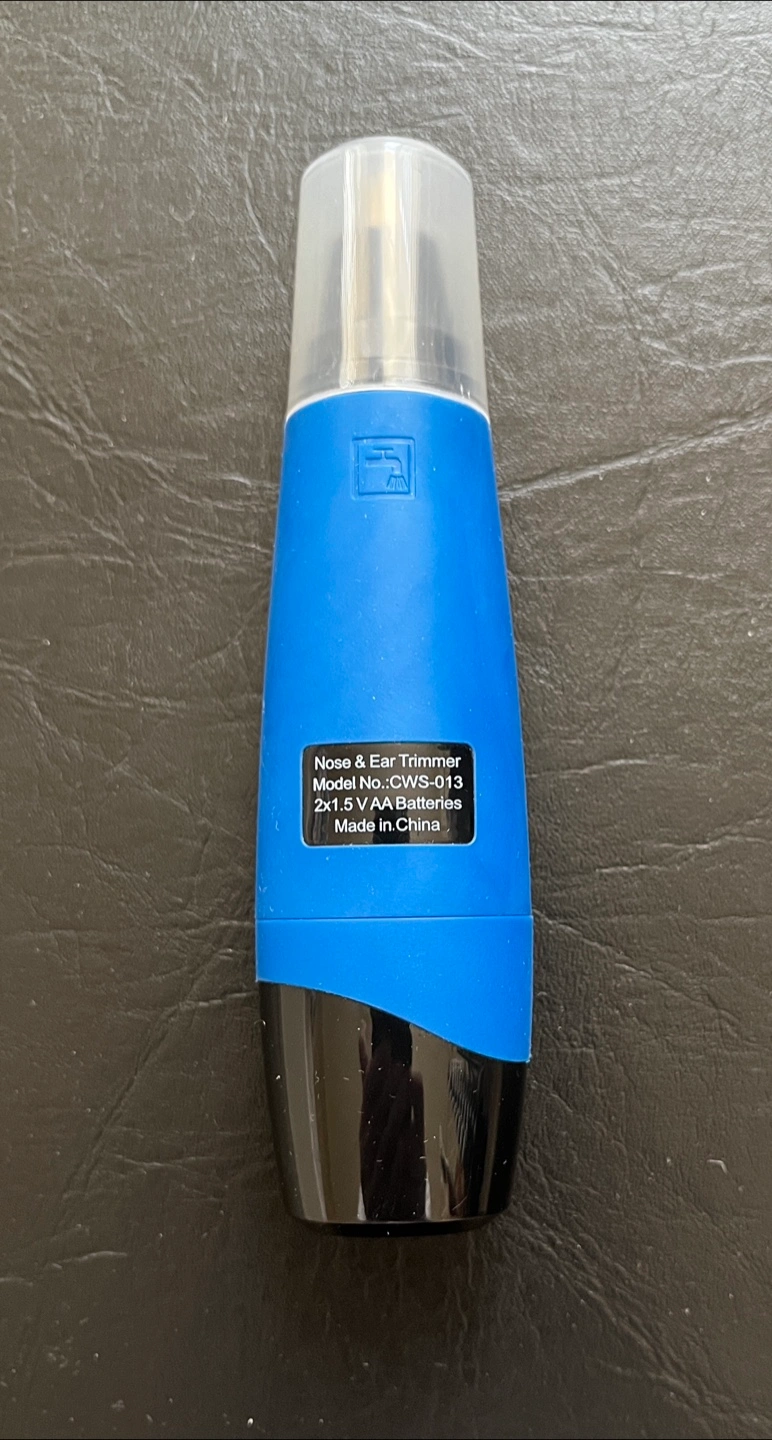 Nose & Ear Trimmer
Model No.:CWS-013
2x1.5 V AA Batteries
Made in China